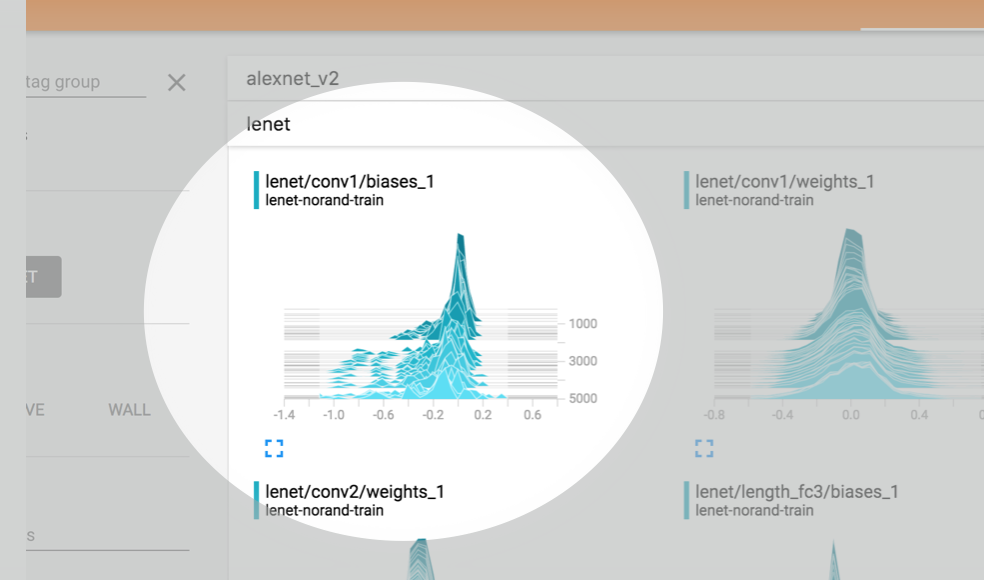 tag group
alexnet_v2
lenet
lenet/conv1/biases_1
lenet-norand-train
1000
3000
5000
-1.4 -1.0 -0.6 -0.2 0.2 0.6
lenet/conv1/weights_1
lenet-norand-train
-0.8 -0.4 0.0 0.4
WALL
lenet/conv2/weights_1
lenet-norand-train
lenet/length_fc3/biases_1
lenet-norand-train